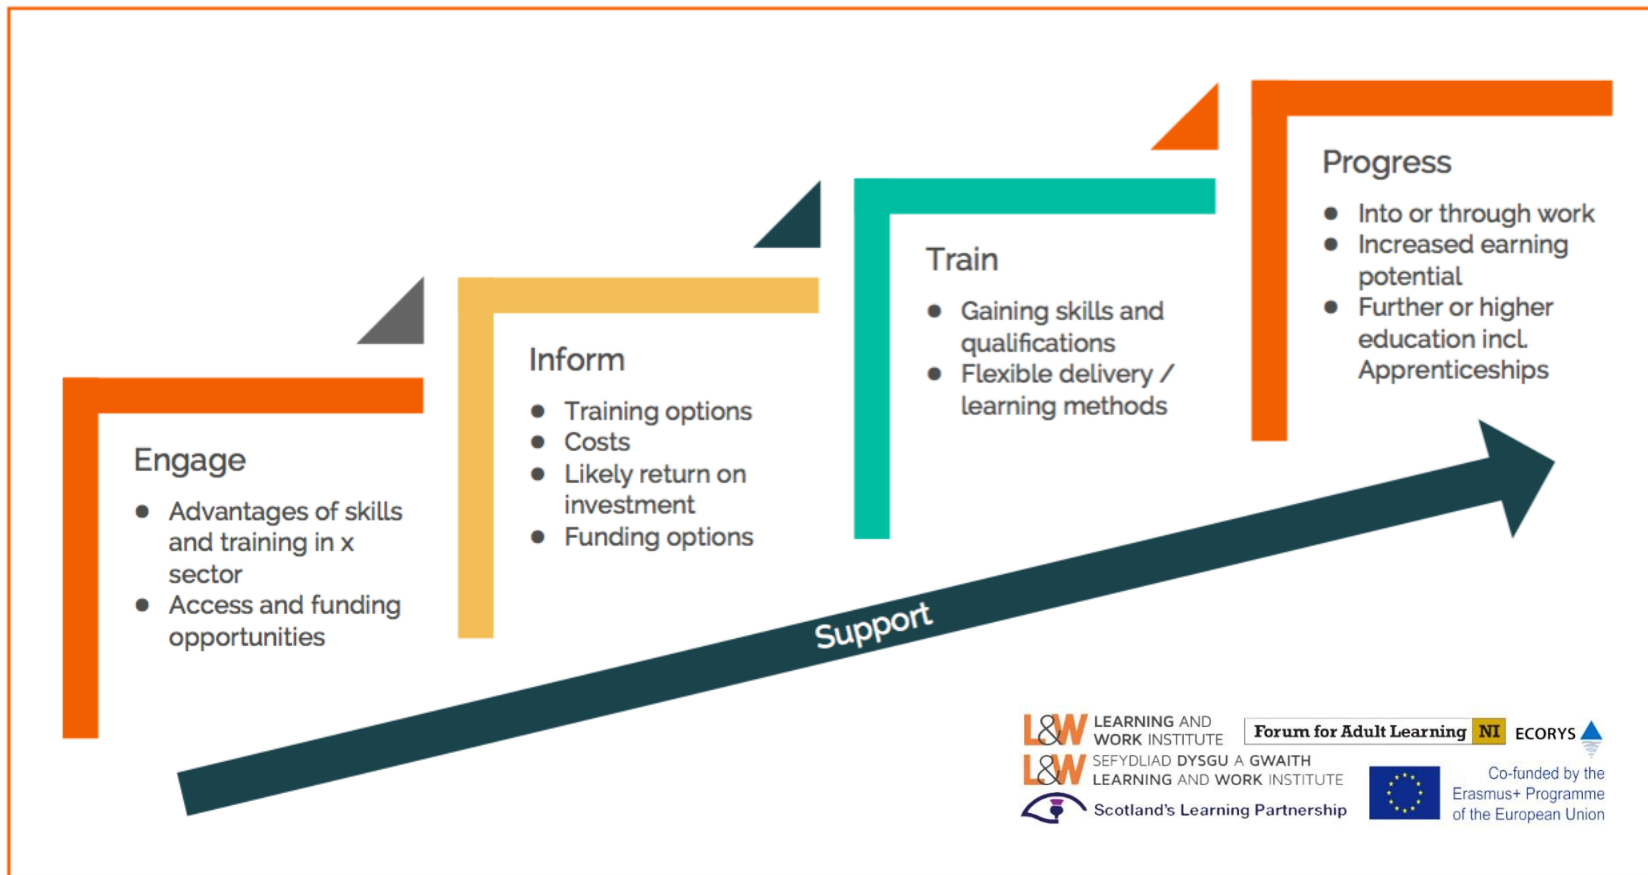 Engage
● Advantages of skills
and training in x
sector
● Access and funding
opportunities
Inform
● Training options
● Costs
● Likely return on
investment
● Funding options
Train
● Gaining skills and
qualifications
● Flexible delivery /
learning methods
Progress
● Into or through work
● Increased earning
potential
● Further or higher
education incl.
Apprenticeships
Support
L&W LEARNING AND
WORK INSTITUTE
Forum for Adult Learning NI
ECORYS
L&W SEFYDLIAD DYSGU A GWAITH
LEARNING AND WORK INSTITUTE
Scotland's Learning Partnership
Co-funded by the
Erasmus+ Programme
of the European Union